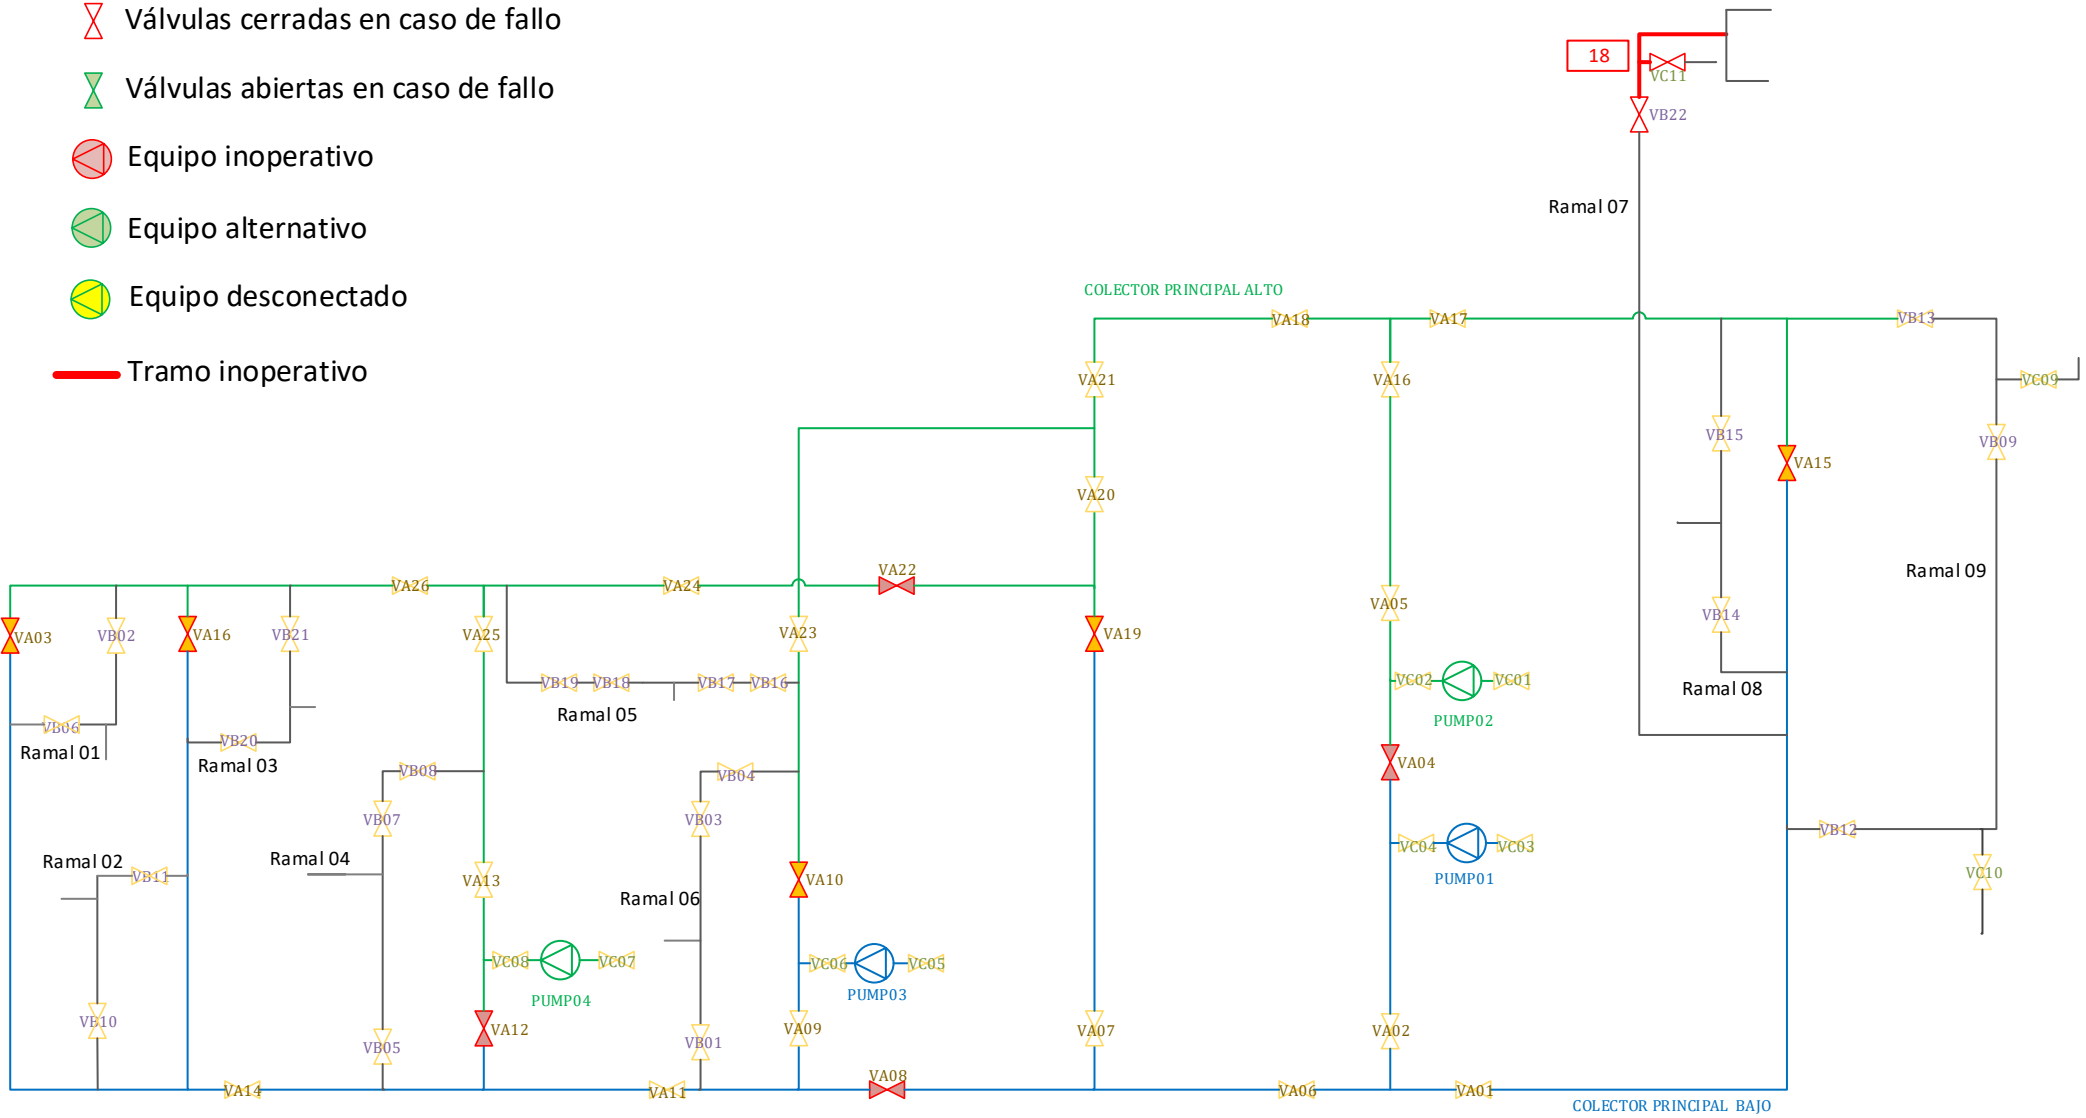 Válvulas cerradas en caso de fallo
Válvulas abiertas en caso de fallo
Equipo inoperativo
Equipo alternativo
Equipo desconectado
Tramo inoperativo
18
VC11
VB22
Ramal 07
COLECTOR PRINCIPAL ALTO
VA18
VA17
VB13
VA21
VA16
VC09
VB15
VB09
VA15
VA20
VA22
VA26
VA24
Ramal 09
VA05
VB14
VA03
VB02
VA16
VB21
VA25
VA23
VA19
VB19
VB18
VB17
VB16
VC02
VC01
Ramal 08
Ramal 05
PUMP02
VB06
Ramal 01
VB20
Ramal 03
VB08
VB04
VA04
VB07
VB03
VB12
VC04
VC03
Ramal 02
Ramal 04
VB11
VA13
VA10
PUMP01
VC10
Ramal 06
VC08
VC07
VC06
VC05
PUMP04
PUMP03
VB10
VA12
VA09
VA07
VA02
VB05
VB01
VA08
VA14
VA11
VA06
VA01
COLECTOR PRINCIPAL BAJO